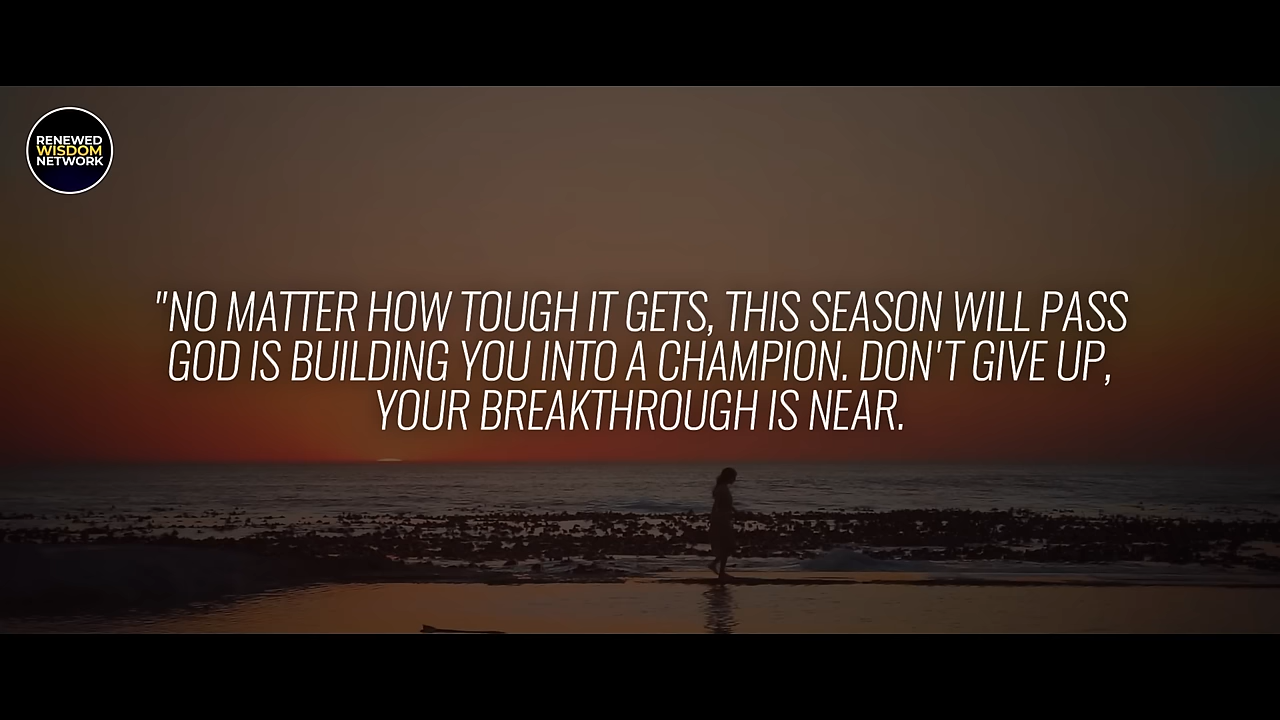 RENEWED
WISDOM
NETWORK
"NO MATTER HOW TOUGH IT GETS, THIS SEASON WILL PASS
GOD IS BUILDING YOU INTO A CHAMPION. DON'T GIVE UP,
YOUR BREAKTHROUGH IS NEAR.